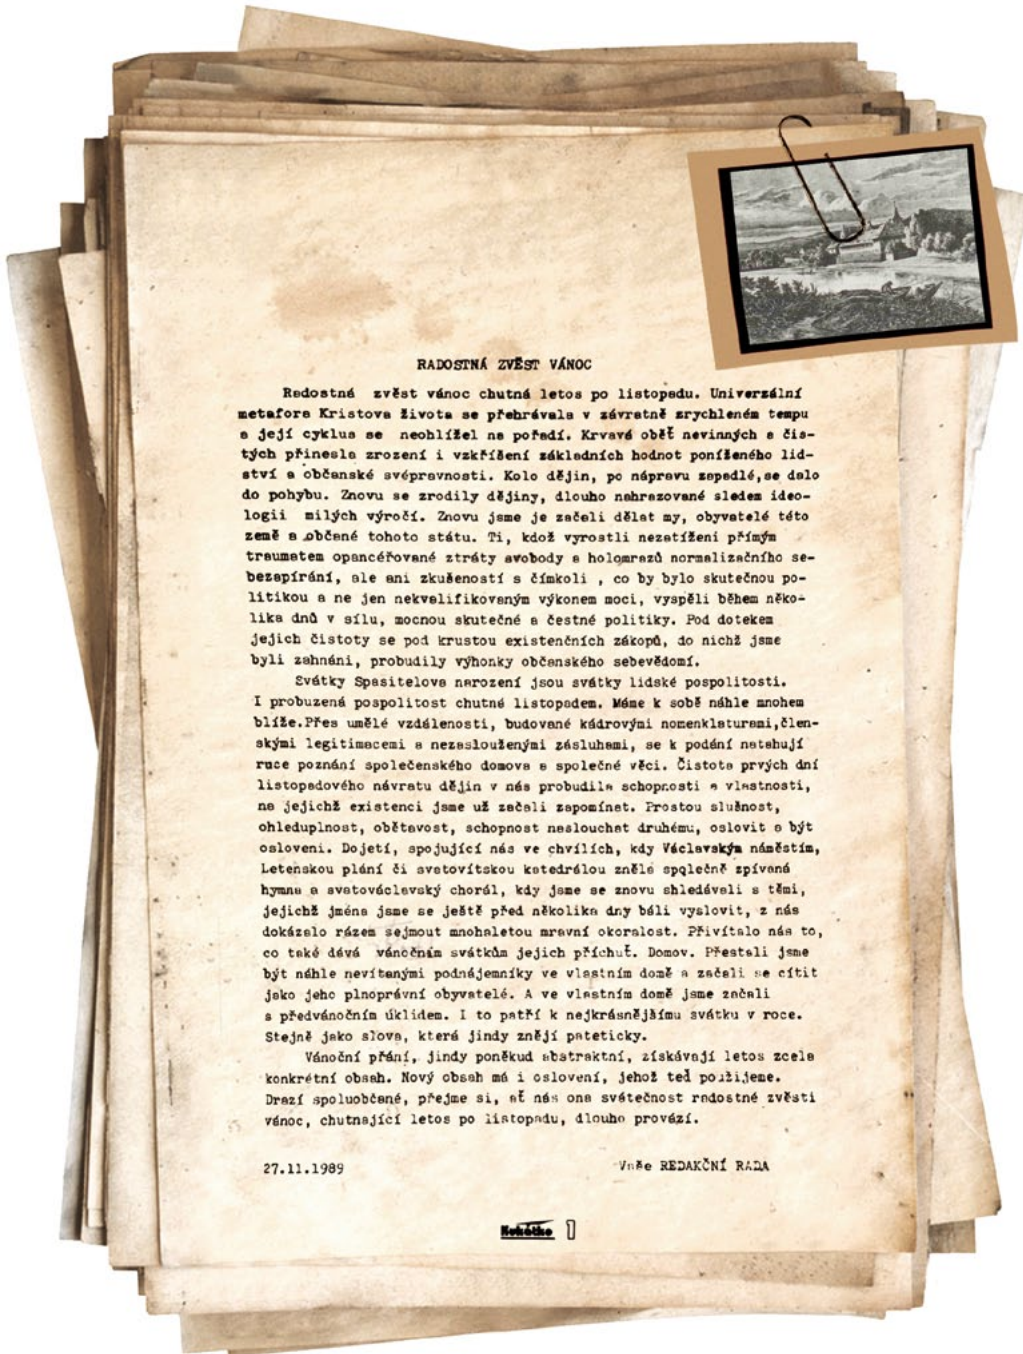 RADOSTNÁ ZVĚST VÁNOC
Radostná zvěst vánoc chutná letos po listopadu. Univerzální
metafora Kristova života se přehrávala v závratně zrychleném tempu
a její cyklus se neohlížel na pořadí. Krvavá oběť nevinných a čis-
tých přinesla zrození i vzkříšení základních hodnot poníženého lid-
ství a občanské svéprávnosti. Kolo dějin, po nápravu zapadlé,se dalo
do pohybu. Znovu se zrodily dějiny, dlouho nahrazované sledem ideo-
logii milých výročí. Znovu jsme je začali dělat my, obyvatelé této
země a občané tohoto státu. Ti, kdož vyrostli nezatíženi přímým
traumatem opancéřované ztráty svobody a holomrazů normalizačního se-
bezapírání, ale ani zkušeností s čímkoli , co by bylo skutečnou po-
litikou a ne jen nekvalifikovaným výkonem moci, vyspěli během něko-
lika dnů v sílu, mocnou skutečné a čestné politiky. Pod dotekem
jejich čistoty se pod krustou existenčních zákopů, do nichž jsme
byli zahnáni, probudily výhonky občanského sebevědomí.
Svátky Spasitelova narození jsou svátky lidské pospolitosti.
I probuzená pospolitost chutná listopadem. Máme k sobě náhle mnohem
blíže.Přes umělé vzdálenosti, budované kádrovými nomenklaturami,člen-
skými legitimacemi a nezaslouženými zásluhami, se k podání natahují
ruce poznání společenského domova a společné věci. Čistota prvých dní
listopadového návratu dějin v nás probudila schopnosti a vlastnosti,
na jejichž existenci jsme už začali zapomínat. Prostou slušnost,
ohleduplnost, obětavost, schopnost naslouchat druhému, oslovit a být
osloveni. Dojetí, spojující nás ve chvílích, kdy Václavským náměstím,
Letenskou plání či svatovítskou katedrálou zněla společně zpívaná
hymna a svatováclavský chorál, kdy jsme se znovu shledávali s těmi,
jejichž jména jsme se ještě před několika dny báli vyslovit, z nás
dokázalo rázem sejmout mnohaletou mravní okoralost. Přivítalo nás to,
co také dává vánočním svátkům jejich příchuť. Domov. Přestali jsme
být náhle nevítanými podnájemníky ve vlastním domě a začali se cítit
jako jeho plnoprávní obyvatelé. A ve vlastním domě jsme začali
s předvánočním úklidem. I to patří k nejkrásnějšímu svátku v roce.
Stejně jako slova, která jindy znějí pateticky.
Vánoční přání, jindy poněkud abstraktní, získávají letos zcela
konkrétní obsah. Nový obsah má i oslovení, jehož teď použijeme.
Drazí spoluobčané, přejme si, ať nás ona svátečnost radostné zvěsti
vánoc, chutnající letos po listopadu, dlouho provází.
27.11.1989 Vaše REDAKČNÍ RADA
Kukátko 1